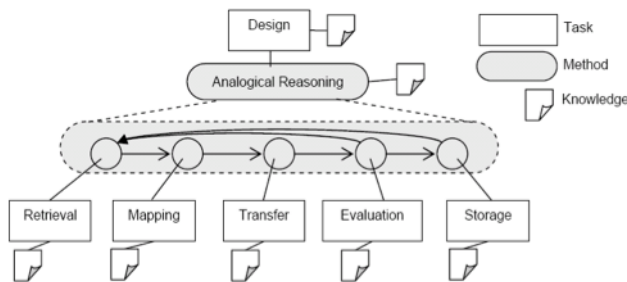 Design
Task
Analogical Reasoning
Method
Knowledge
Retrieval
Mapping
Transfer
Evaluation
Storage